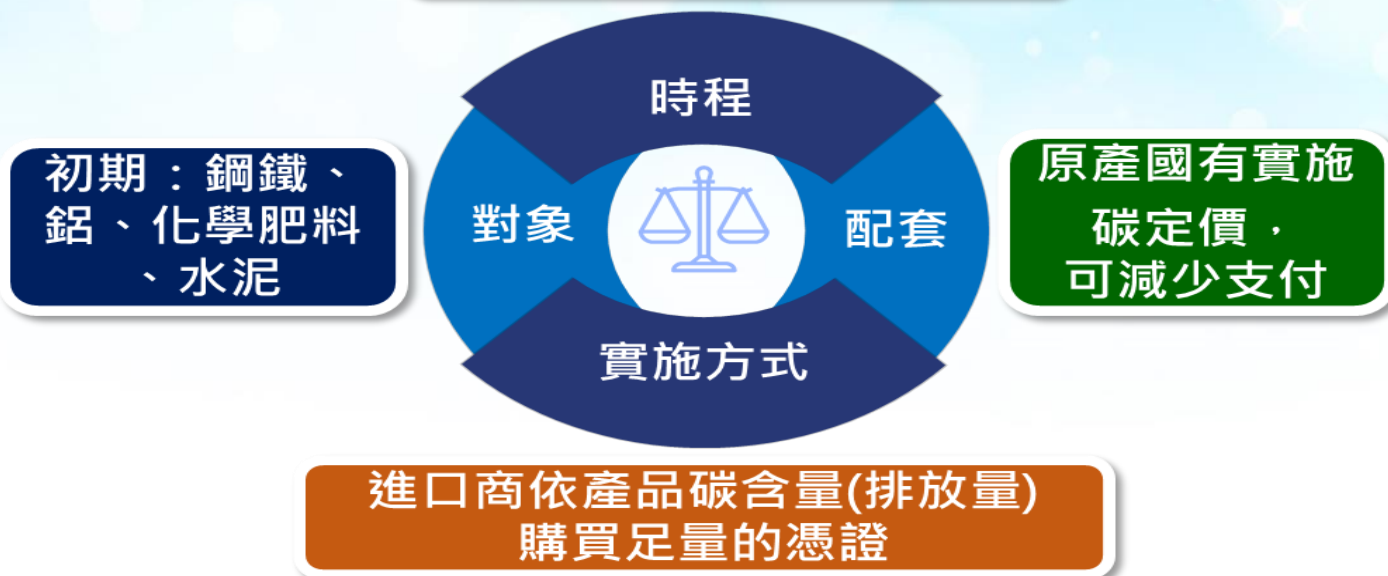 時程
初期：鋼鐵、
鋁、化學肥料
、水泥
對象
配套
原產國有實施
碳定價，
可減少支付
實施方式
進口商依產品碳含量(排放量)
購買足量的憑證